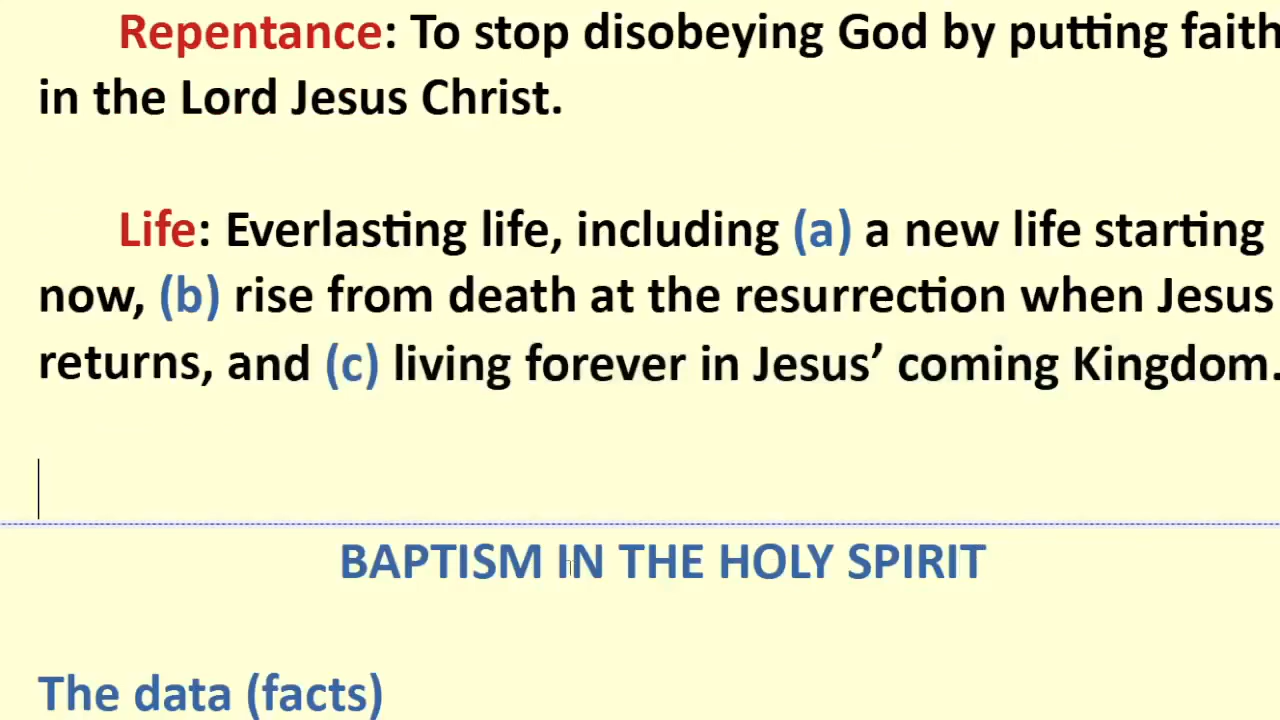 Repentance: To stop disobeying God by putting faith
in the Lord Jesus Christ.
Life: Everlasting life, including (a) a new life starting
now, (b) rise from death at the resurrection when Jesus
returns, and (c) living forever in Jesus’ coming Kingdom.
BAPTISM IN THE HOLY SPIRIT
The data (facts)